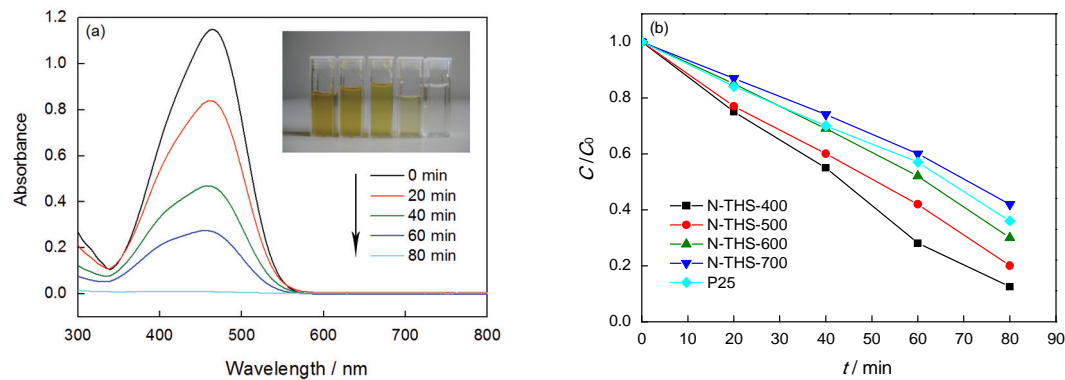 (a)
1.2
1.0
0.8
0.6
0.4
0.2
0.0
Absorbance
0 min
20 min
40 min
60 min
80 min
300 400 500 600 700 800
Wavelength / nm
(b)
1.0
0.8
0.6
0.4
0.2
0.0
C/C0
N-THS-400
N-THS-500
N-THS-600
N-THS-700
P25
0 10 20 30 40 50 60 70 80 90
t/ min